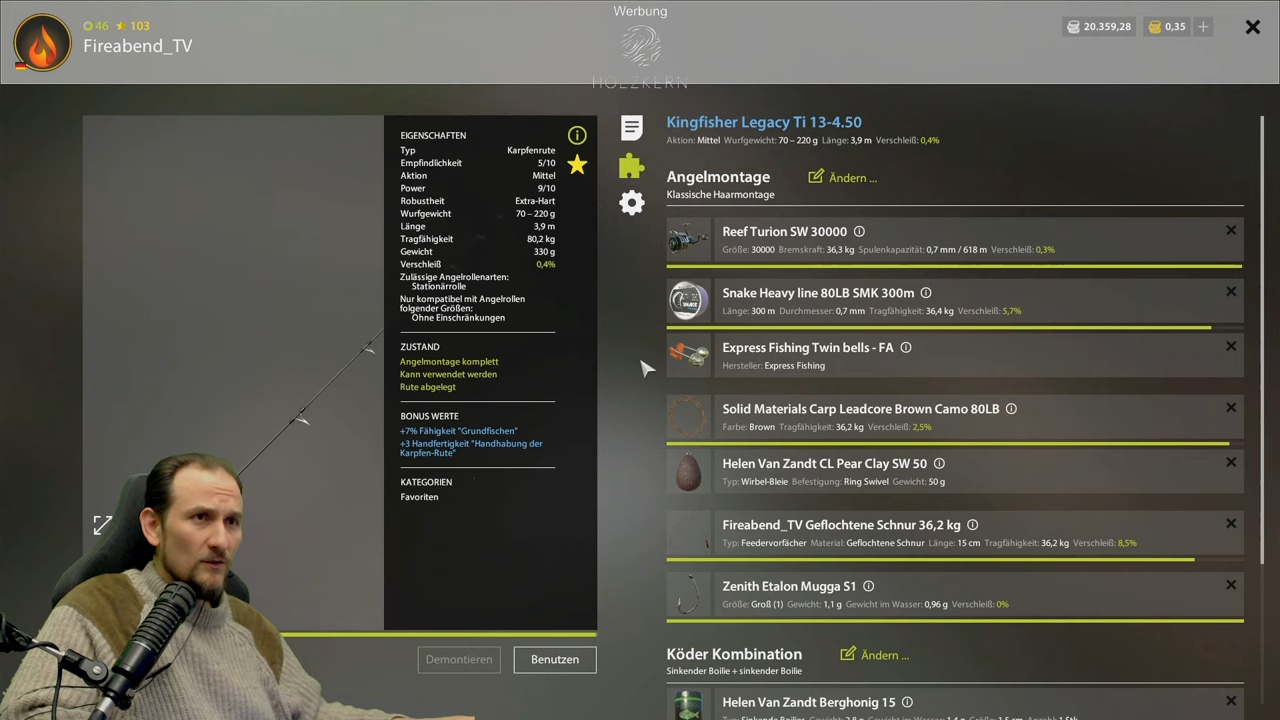 46 103
Fireabend_TV
Werbung
HOLZKERN
20.359,28
0,35
EIGENSCHAFTEN
Typ Karpfenrute
Empfindlichkeit 5/10
Aktion Mittel
Power 9/10
Robustheit Extra-Hart
Wurfgewicht 70 – 220 g
Länge 3,9 m
Tragfähigkeit 80,2 kg
Gewicht 330 g
Verschleiß 0,4%
Zulässige Angelrollenarten:
Stationärrolle
Nur kompatibel mit Angelrollen
folgender Größen:
Ohne Einschränkungen
ZUSTAND
Angelmontage komplett
Kann verwendet werden
Rute abgelegt
BONUS WERTE
+7% Fähigkeit "Grundfischen"
+3 Handfertigkeit "Handhabung der
Karpfen-Rute"
KATEGORIEN
Favoriten
Demontieren
Benutzen
Kingfisher Legacy Ti 13-4.50
Aktion: Mittel Wurfgewicht: 70 – 220 g Länge: 3,9 m Verschleiß: 0,4%
Angelmontage Ändern ...
Klassische Haarmontage
Reef Turion SW 30000
Größe: 30000 Bremskraft: 36,3 kg Spulenkapazität: 0,7 mm / 618 m Verschleiß: 0,3%
Snake Heavy line 80LB SMK 300m
Länge: 300 m Durchmesser: 0,7 mm Tragfähigkeit: 36,4 kg Verschleiß: 5,7%
Express Fishing Twin bells - FA
Hersteller: Express Fishing
Solid Materials Carp Leadcore Brown Camo 80LB
Farbe: Brown Tragfähigkeit: 36,2 kg Verschleiß: 2,5%
Helen Van Zandt CL Pear Clay SW 50
Typ: Wirbel-Bleie Befestigung: Ring Swivel Gewicht: 50 g
Fireabend_TV Geflochtene Schnur 36,2 kg
Typ: Feedervorfächer Material: Geflochtene Schnur Länge: 15 cm Tragfähigkeit: 36,2 kg Verschleiß: 8,5%
Zenith Etalon Mugga S1
Größe: Groß (1) Gewicht: 1,1 g Gewicht im Wasser: 0,96 g Verschleiß: 0%
Köder Kombination Ändern ...
Sinkender Boilie + sinkender Boilie
Helen Van Zandt Berghonig 15